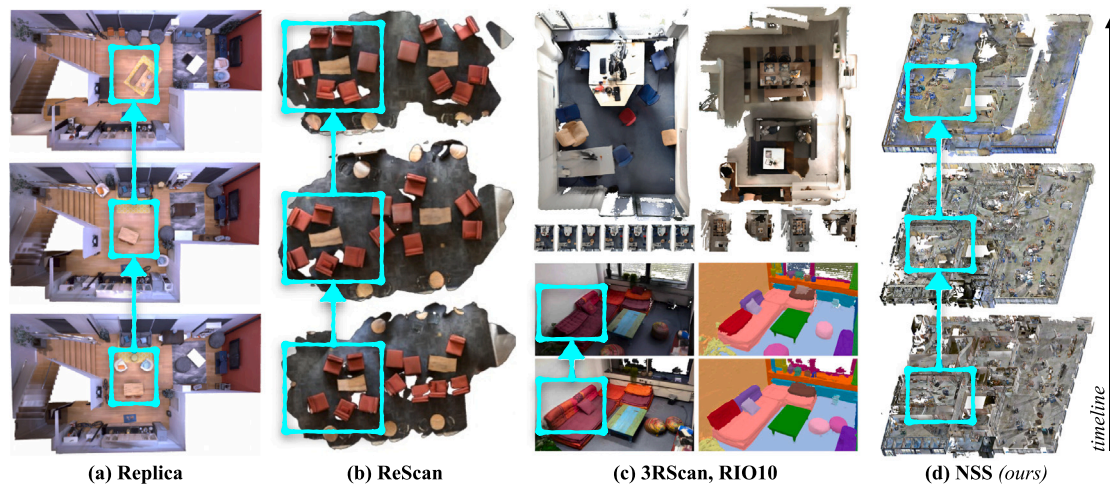 (a) Replica
(b) ReScan
(c) 3RScan, RIO10
(d) NSS (ours)
timeline